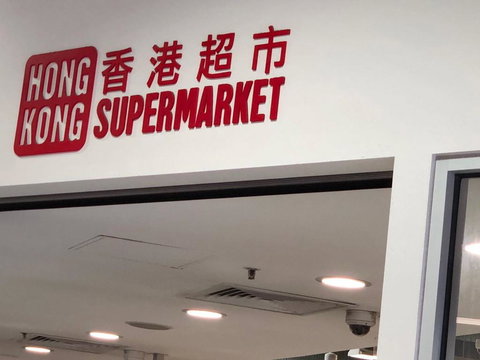 HONG
KONG
香港超市
SUPERMARKET